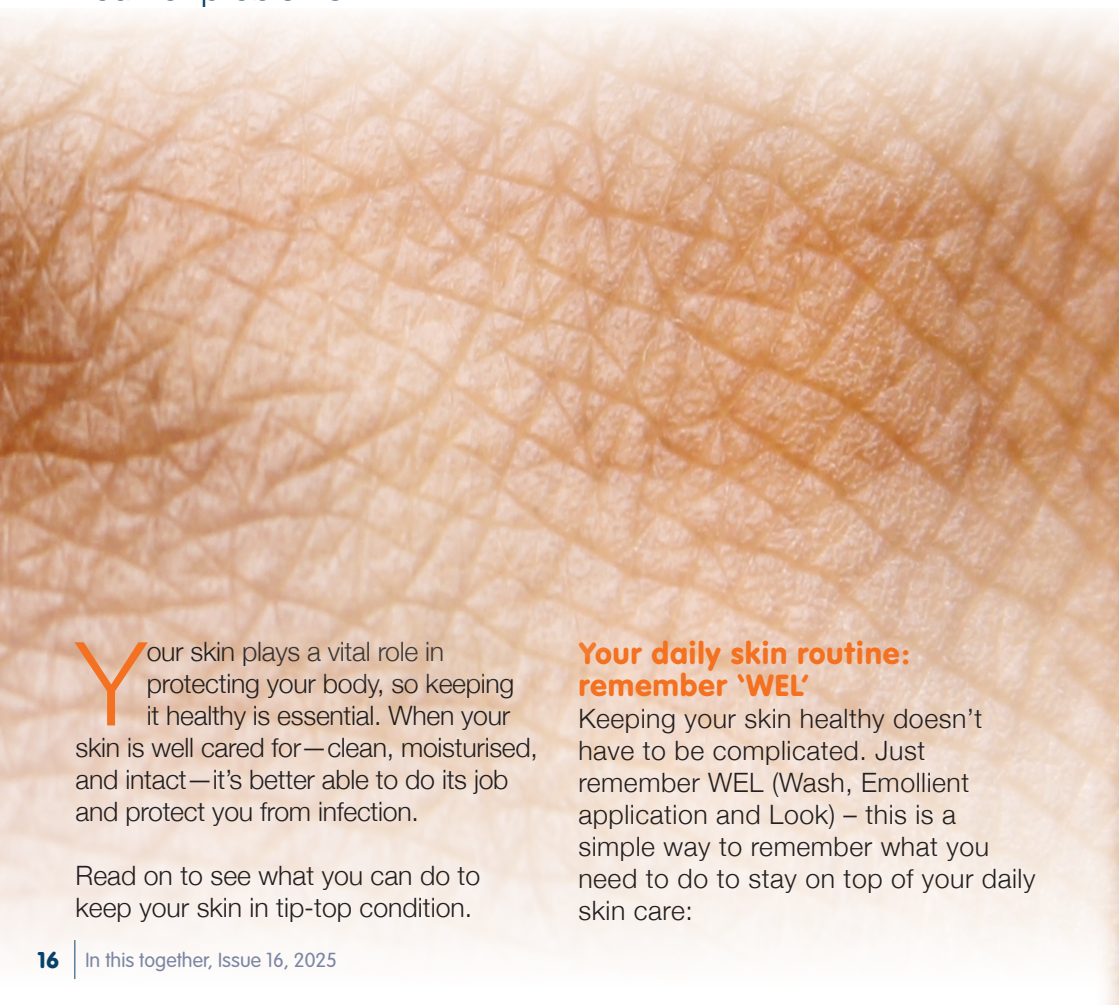 Your skin plays a vital role in
protecting your body, so keeping
it healthy is essential. When your
skin is well cared for—clean, moisturised,
and intact—it’s better able to do its job
and protect you from infection.
Read on to see what you can do to
keep your skin in tip-top condition.
Your daily skin routine:
remember ‘WEL’
Keeping your skin healthy doesn’t
have to be complicated. Just
remember WEL (Wash, Emollient
application and Look) – this is a
simple way to remember what you
need to do to stay on top of your daily
skin care:
16 In this together, Issue 16, 2025